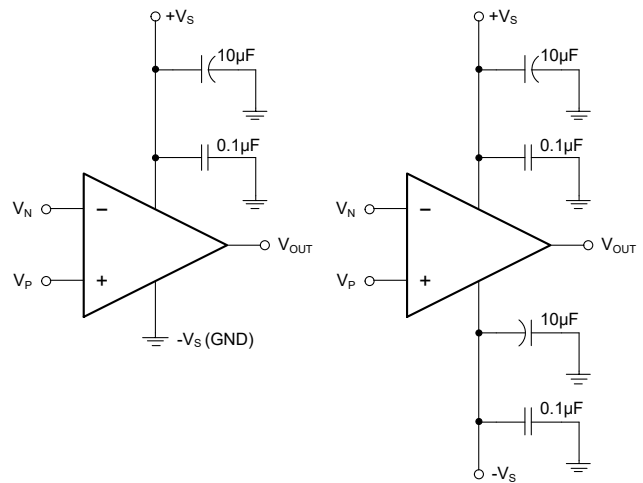 +VS
10µF
0.1µF
VN
−
VP
+
VOUT
-VS (GND)
+VS
10µF
0.1µF
VN
−
VP
+
VOUT
10µF
0.1µF
-VS